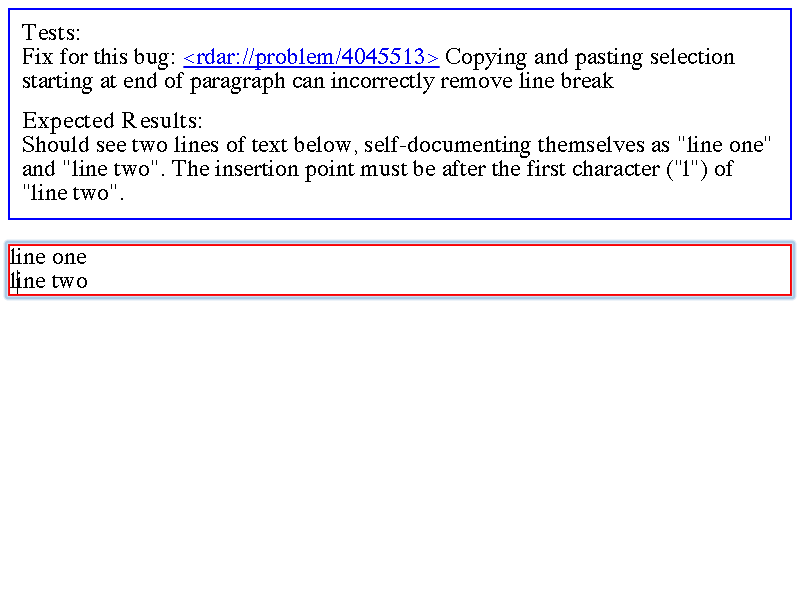 Tests:
Fix for this bug: <rdar://problem/4045513> Copying and pasting selection
starting at end of paragraph can incorrectly remove line break
Expected Results:
Should see two lines of text below, self-documenting themselves as "line one"
and "line two". The insertion point must be after the first character ("l") of
"line two".
line one
line two